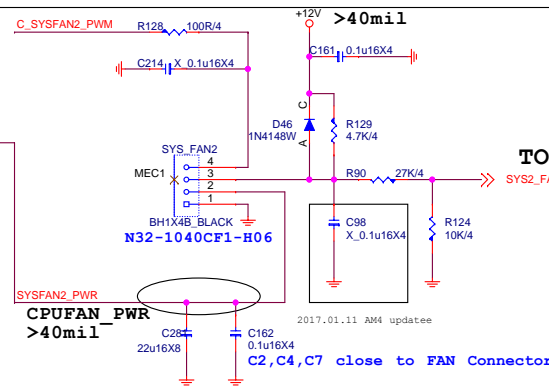 +12V
>40mil
C_SYSFAN2_PWM
R128
100R/4
C161
0.1u16X4
C214
X_0.1u16X4
C
D46
1N4148W
A
R129
4.7K/4
SYS_FAN2
MEC1
4
3
2
1
R90
27K/4
TO
SYS2_FA
BH1X4B_BLACK
N32-1040CF1-H06
C98
X_0.1u16X4
R124
10K/4
SYSFAN2_PWR
CPUFAN_PWR
>40mil
C281
22u16X8
C162
0.1u16X4
2017.01.11 AM4 updatee
C2,C4,C7 close to FAN Connector